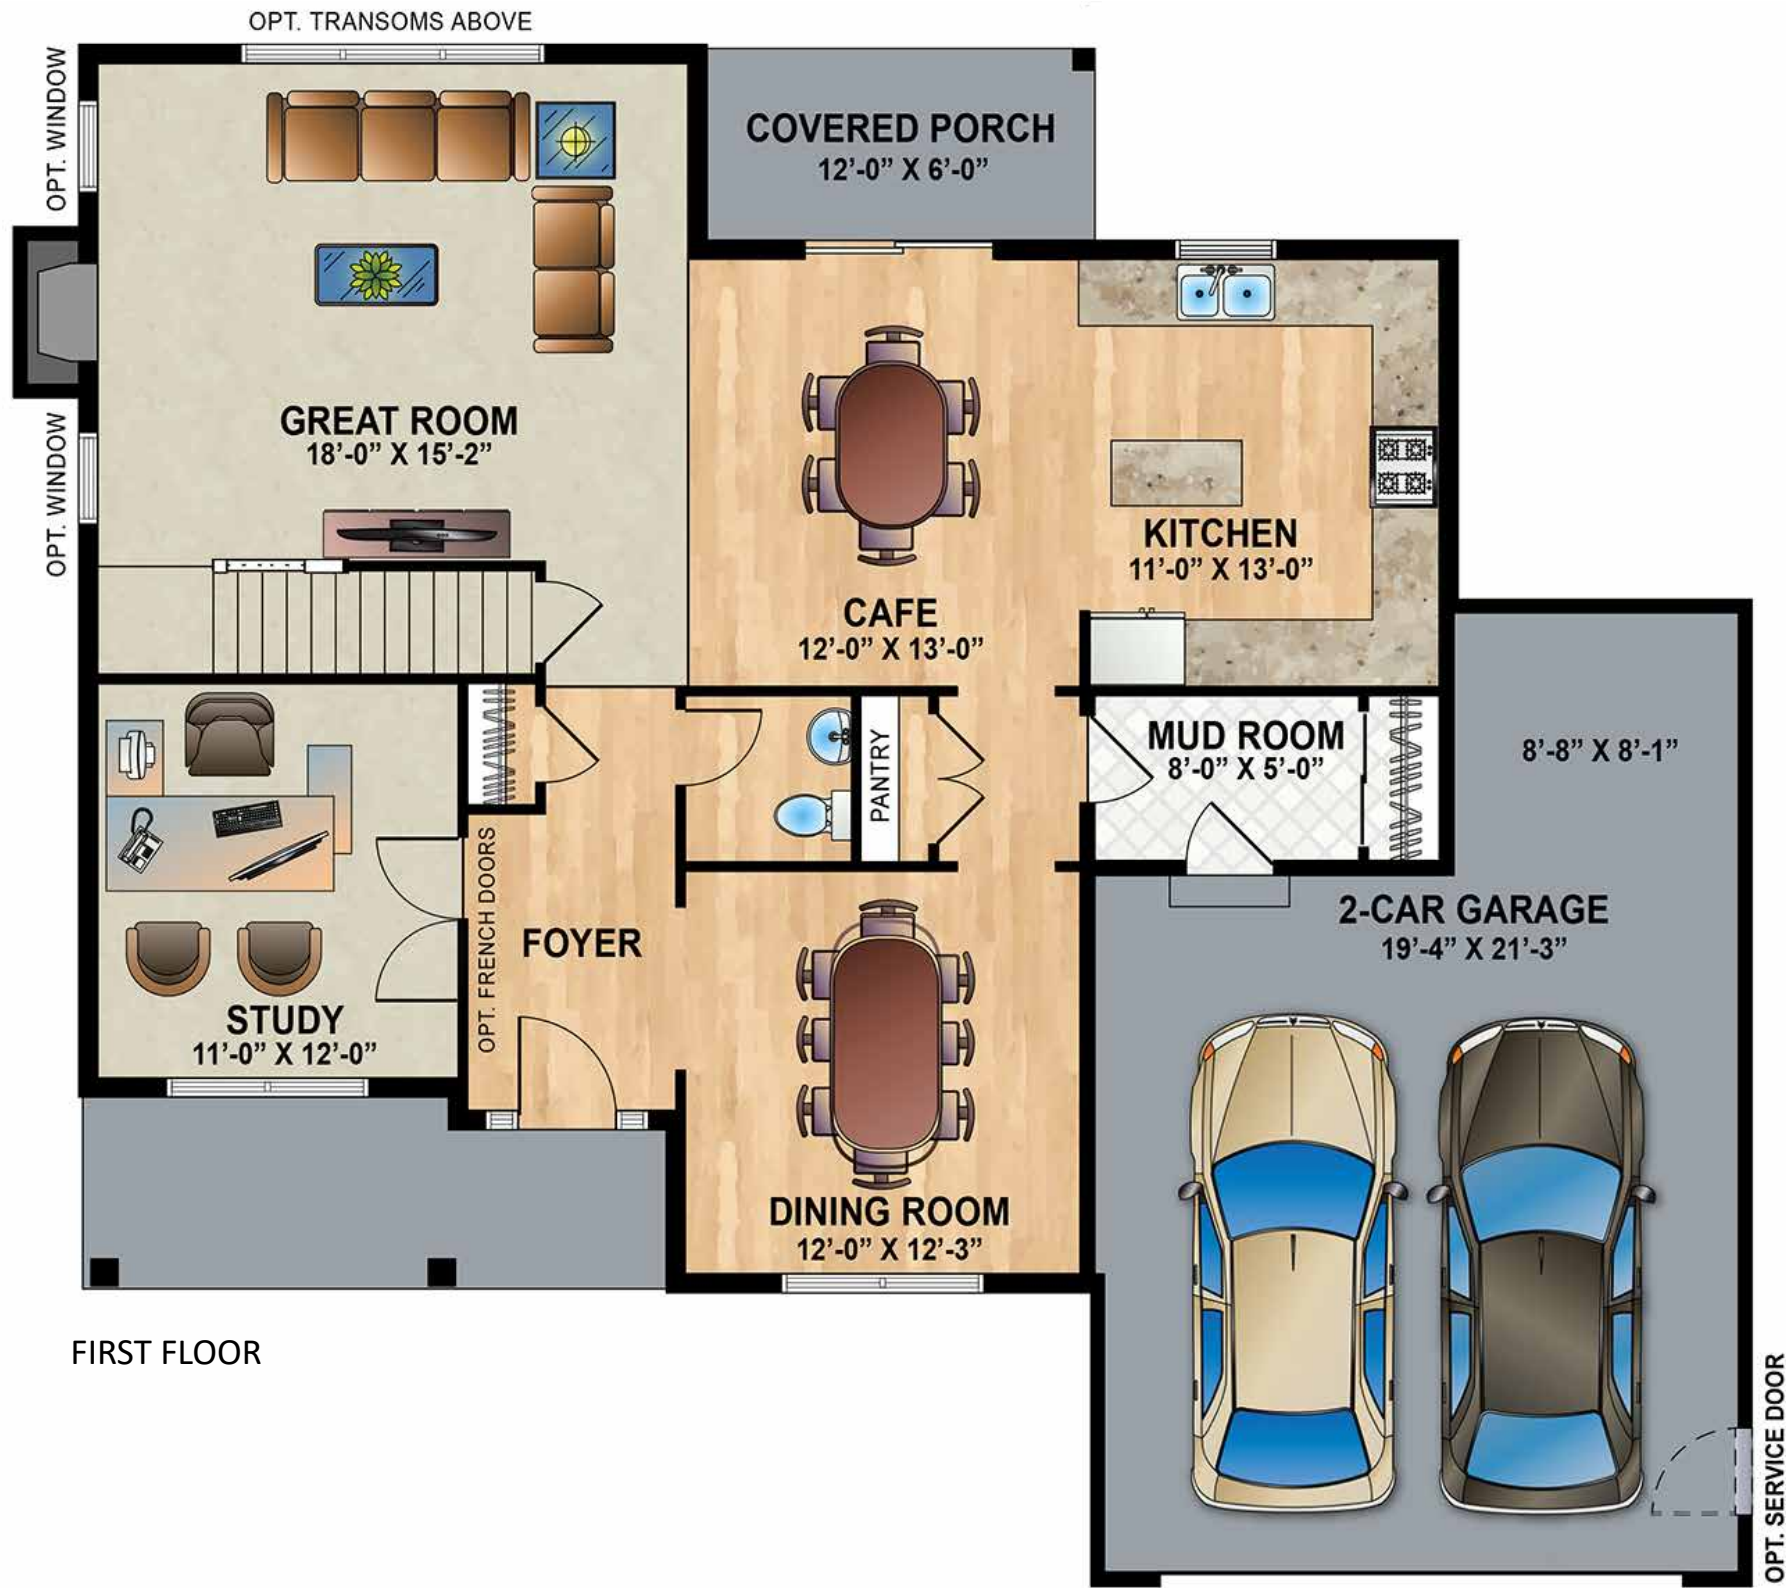 OPT. TRANSOMS ABOVE
OPT. WINDOW
COVERED PORCH
12’-0” X 6’-0”
GREAT ROOM
18’-0” X 15’-2”
OPT. WINDOW
KITCHEN
11’-0” X 13’-0”
CAFE
12’-0” X 13’-0”
MUD ROOM
8’-0” X 5’-0”
8’-8” X 8’-1”
PANTRY
OPT. FRENCH DOORS
2-CAR GARAGE
19’-4” X 21’-3”
FOYER
STUDY
11’-0” X 12’-0”
DINING ROOM
12’-0” X 12’-3”
FIRST FLOOR
OPT. SERVICE DOOR